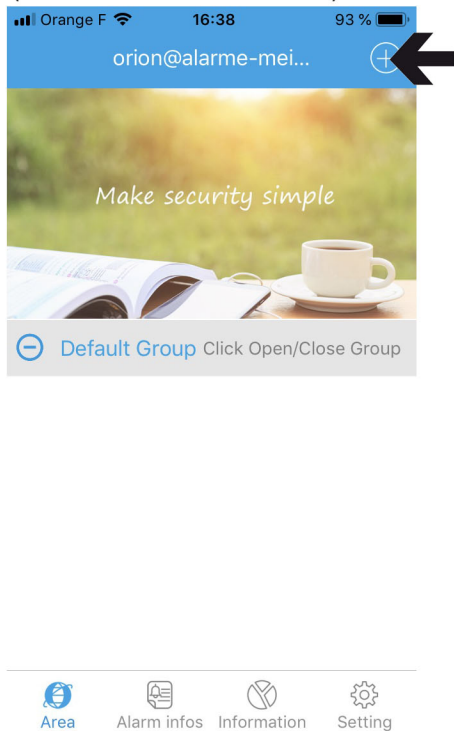 Orange F 16:38 93 %
orion@alarme-mei...
Make security simple
Default Group Click Open/Close Group
Area Alarm infos Information Setting